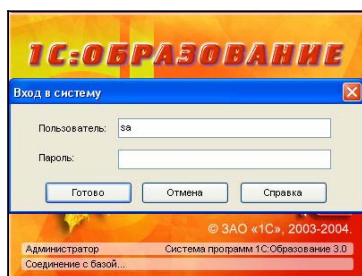 1С:ОБРАЗОВАНИЕ
Вход в систему
Пользователь: sa
Пароль:
Готово Отмена Справка
© ЗАО «1С», 2003-2004.
Администратор Система программ 1С:Образование 3.0
Соединение с базой...